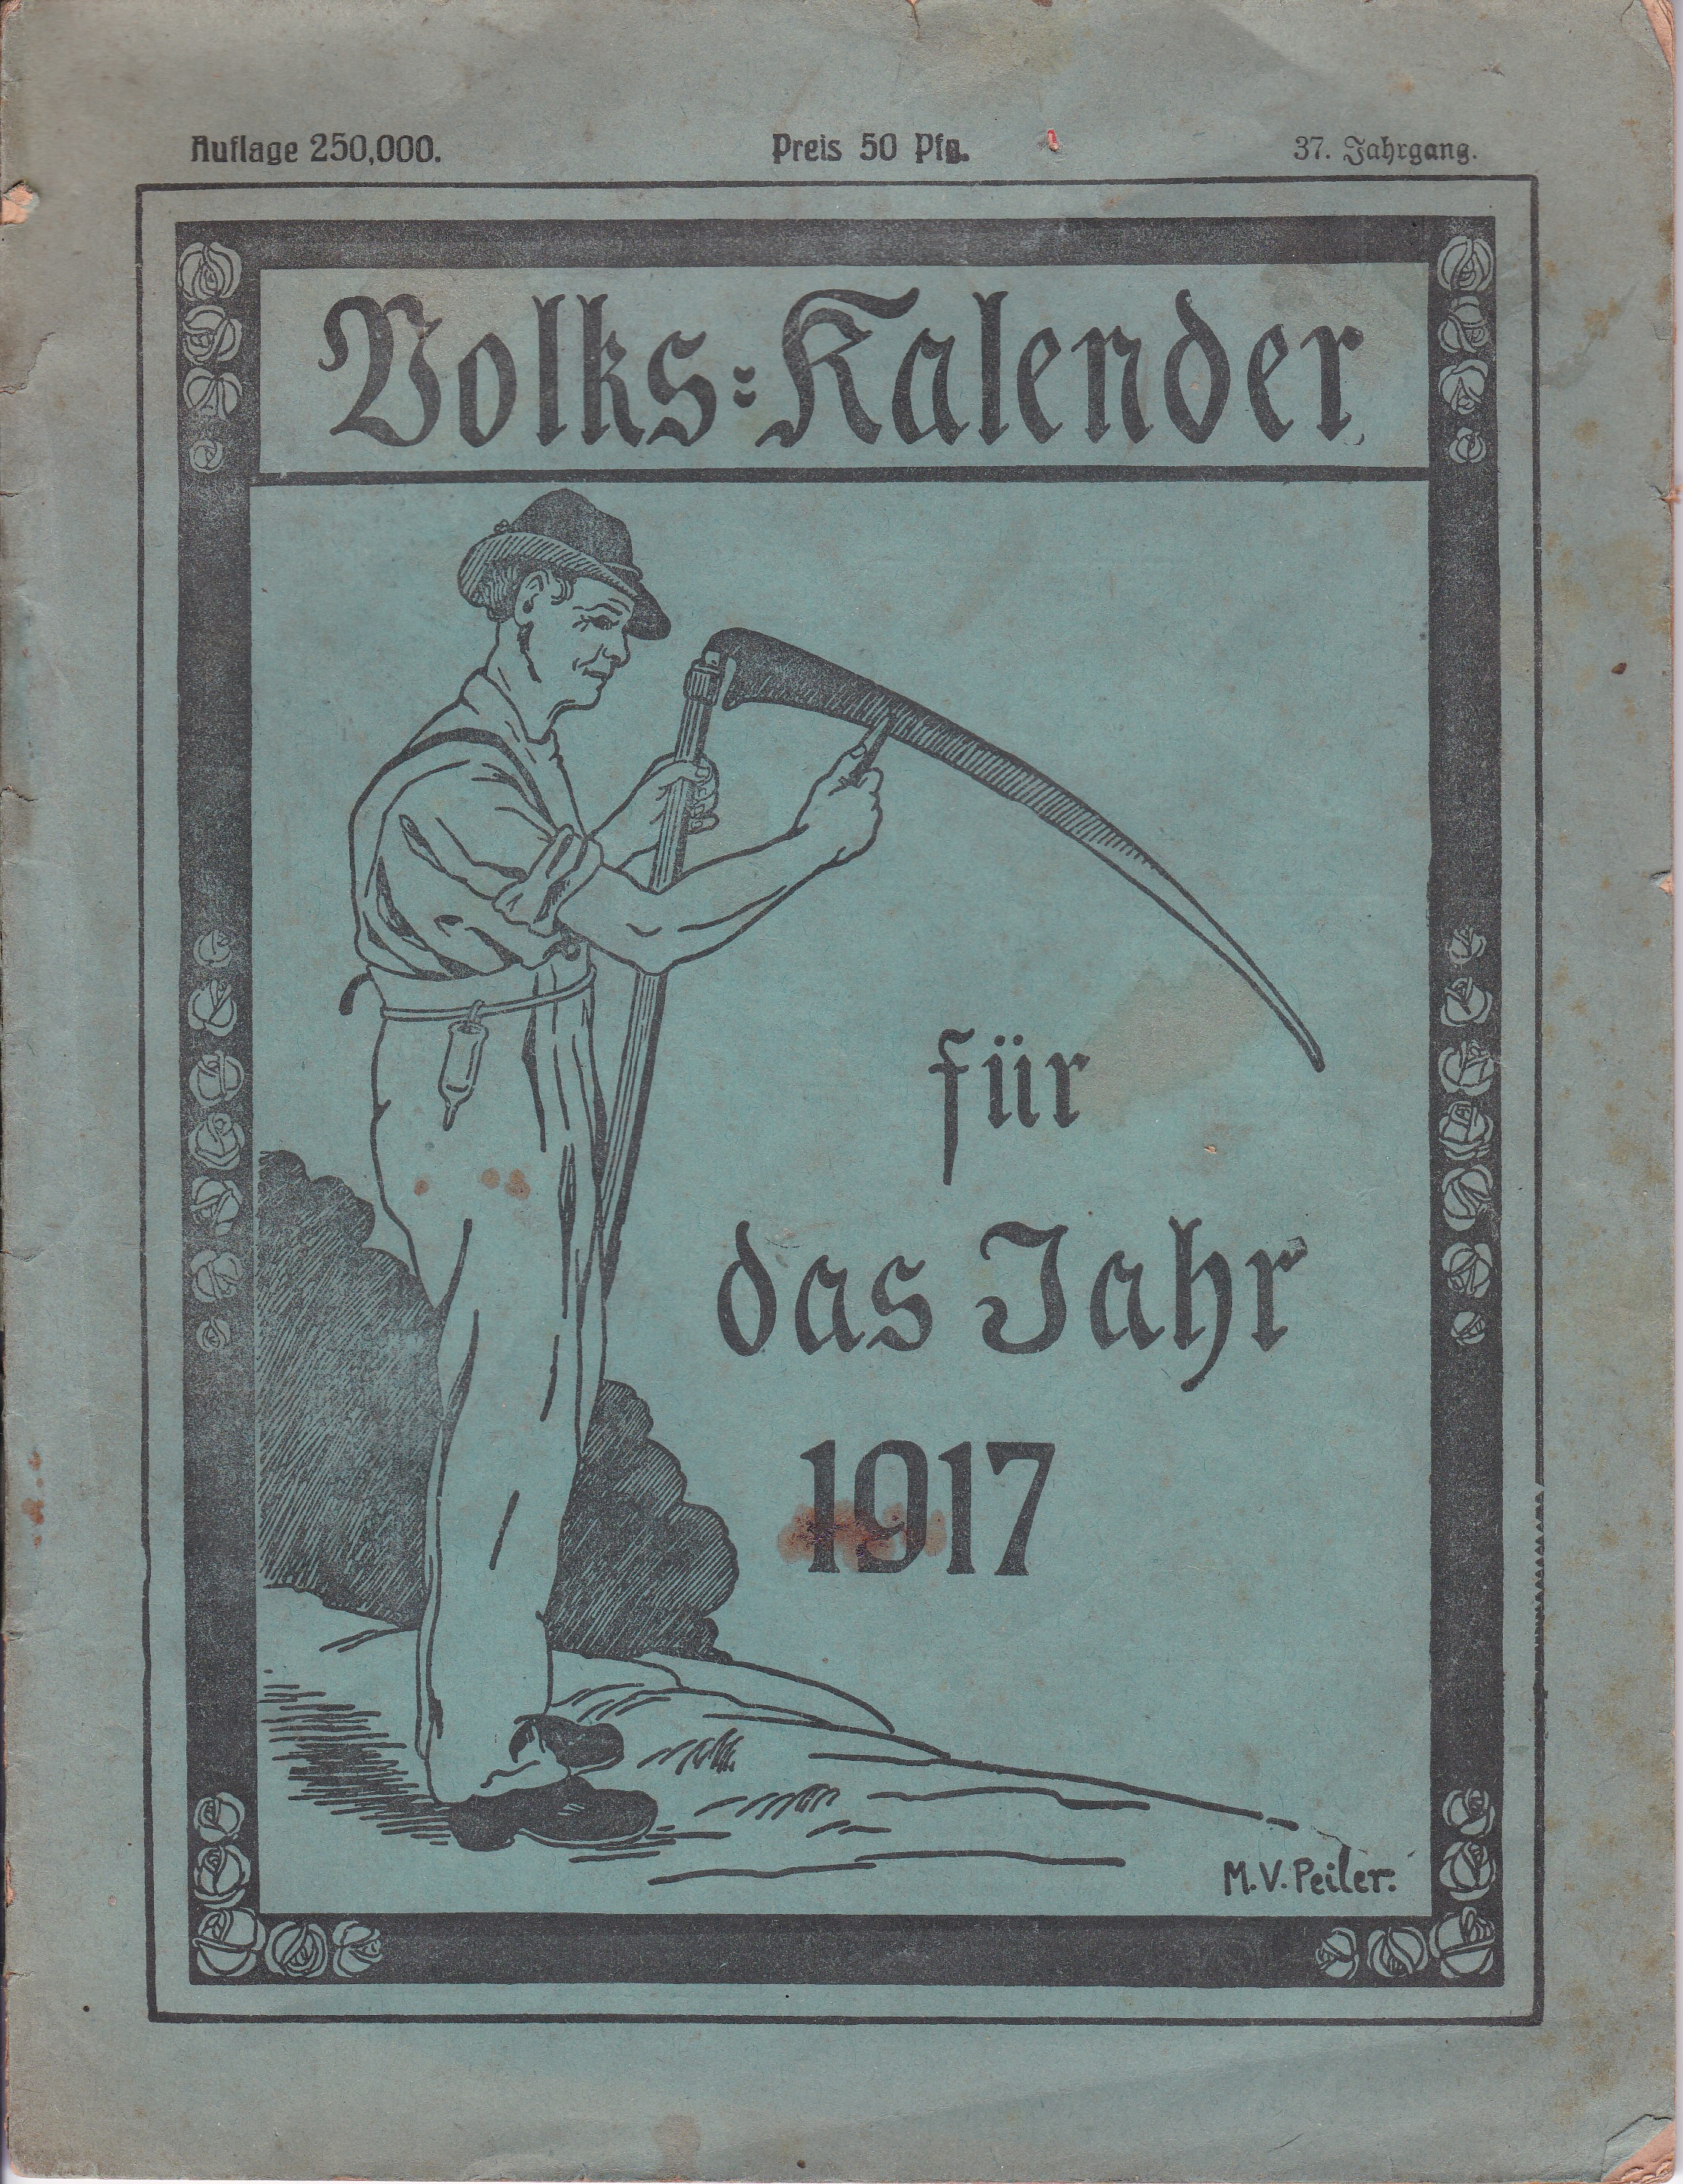 Auflage 250,000. Preis 50 Pfg. 37. Jahrgang.
Volks-Kalender
für
das Jahr
1917
M. V. Peiler.